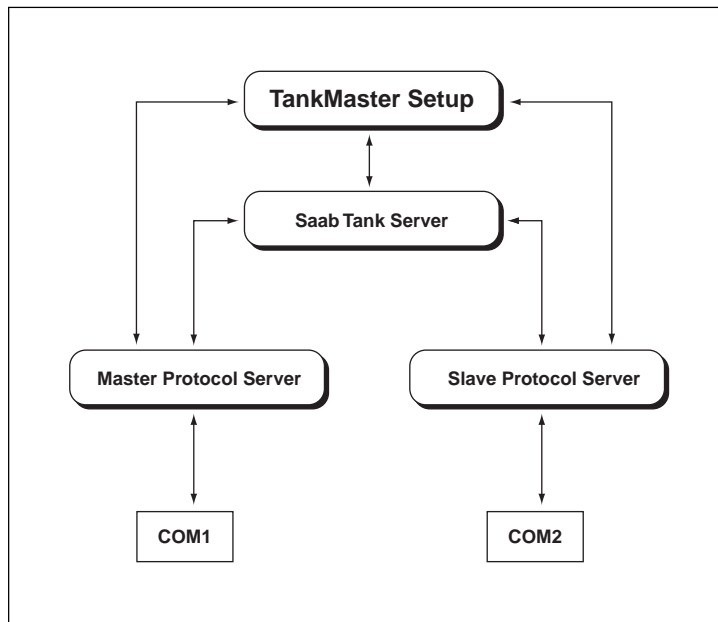 TankMaster Setup
Saab Tank Server
Master Protocol Server
Slave Protocol Server
COM1
COM2